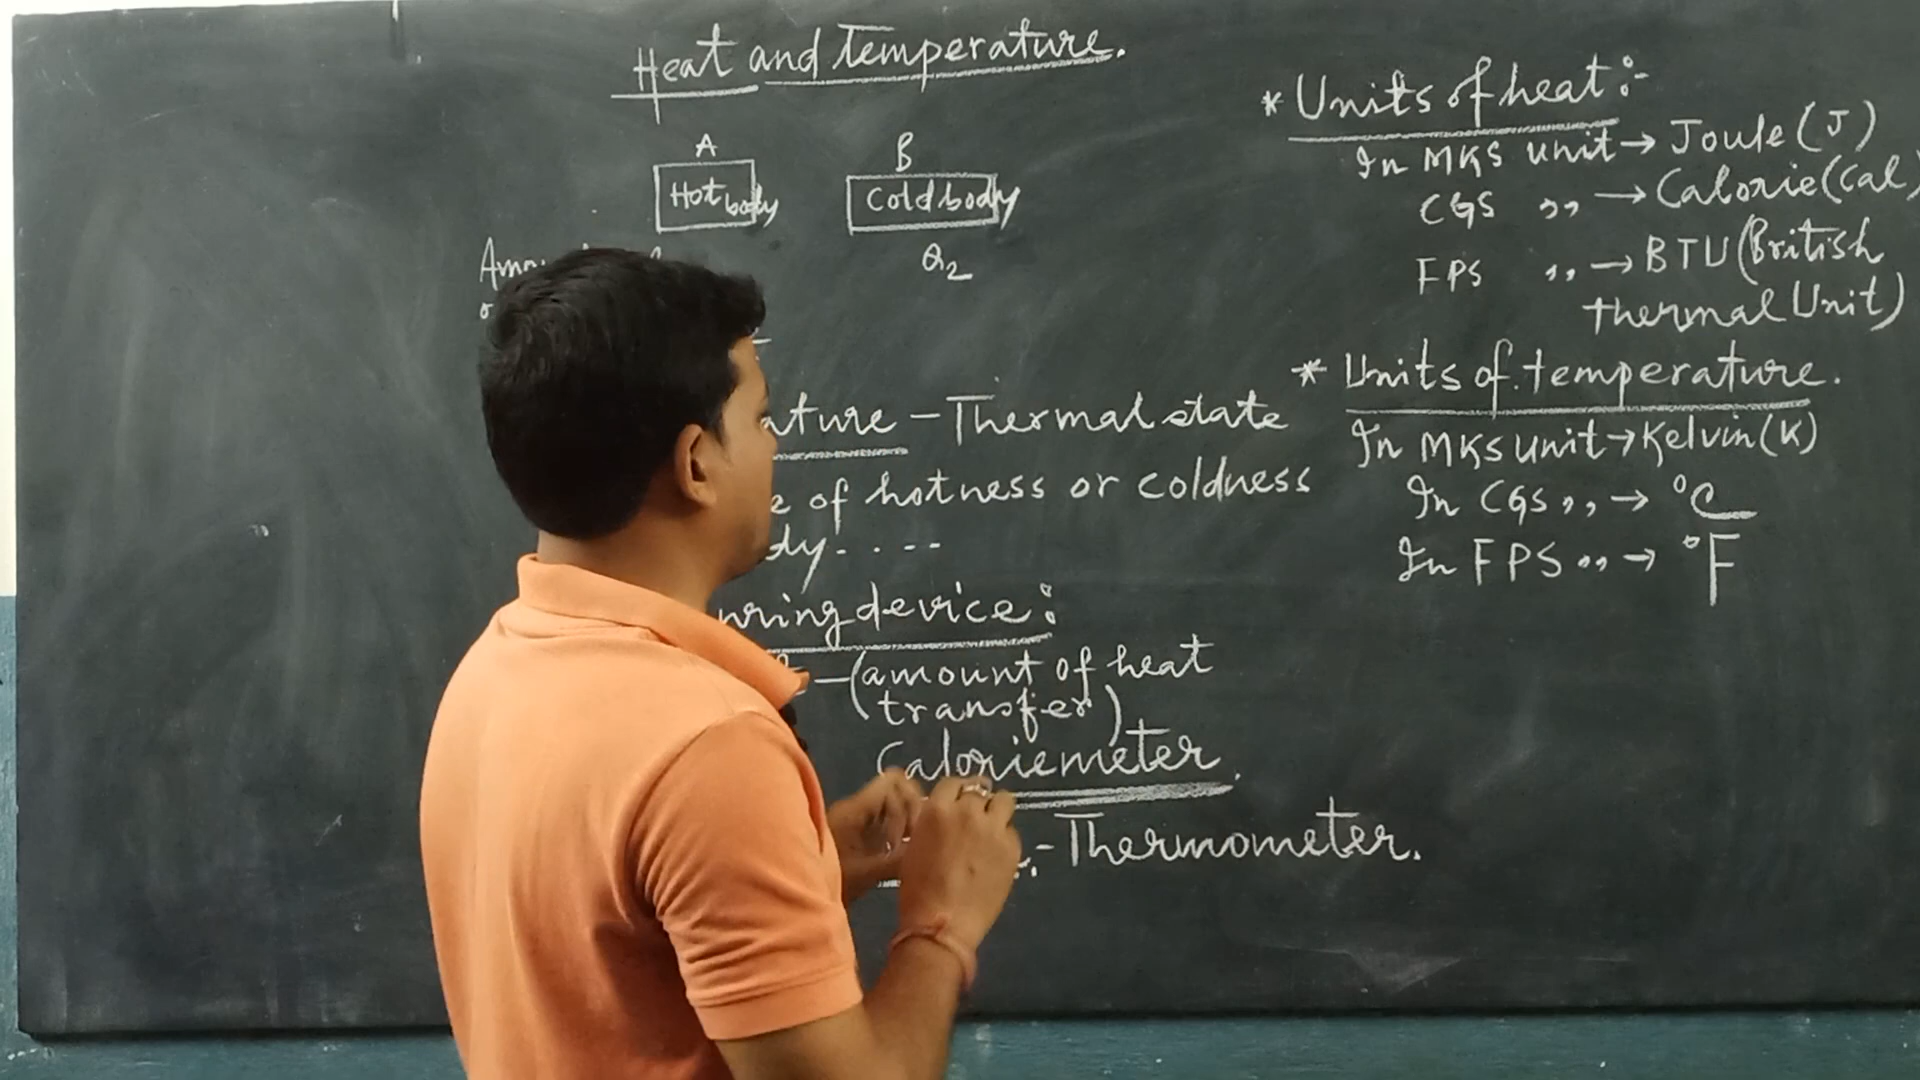 Heat and temperature.
A
B
Hot body
Cold body
Q2
ature - Thermal state
of hotness or coldness
dy. . . .
uring device:
- (amount of heat
transfer)
Caloriemeter.
:- Thermometer.
* Units of heat :-
In MKS unit → Joule (J)
CGS ,, → Calorie (Cal)
FPS ,, → BTU (British
thermal Unit)
* Units of temperature.
In MKS unit → Kelvin (K)
In CGS ,, → °C
In FPS ,, → °F